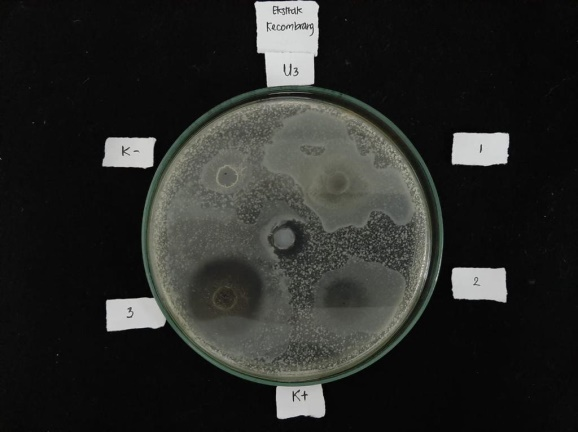 Ekstrak
Kecombrang
U3
K-
1
3
2
K+